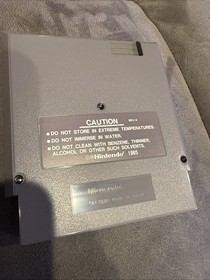 CAUTION
• DO NOT STORE IN EXTREME TEMPERATURES.
• DO NOT IMMERSE IN WATER.
• DO NOT CLEAN WITH BENZENE, THINNER,
ALCOHOL OR OTHER SUCH SOLVENTS.
©Nintendo® 1985
Nintendo